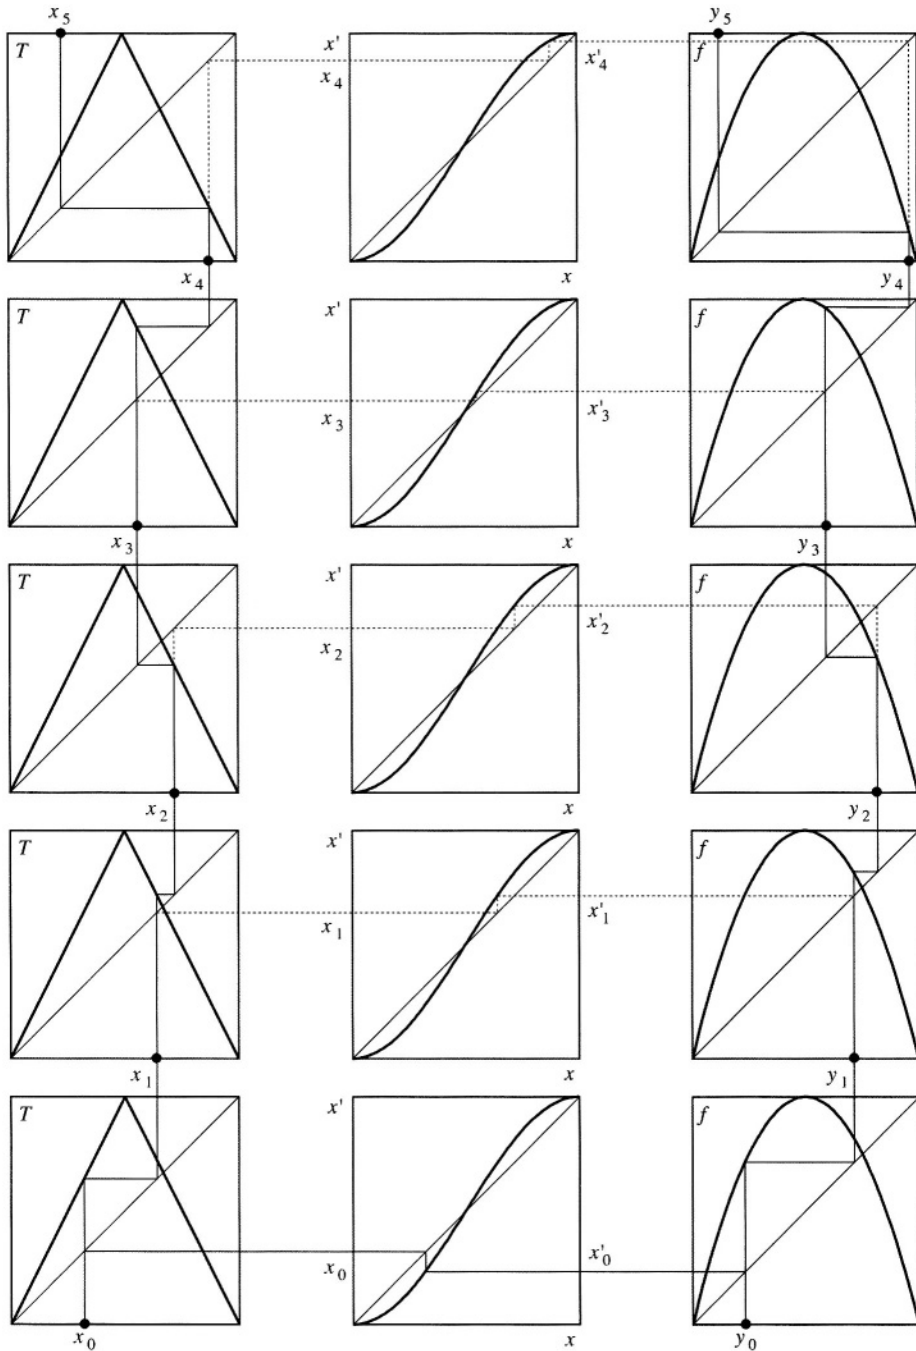 x₅ y₅
T x' f
x₄ x'₄
x₄ x y₄
T x' f
x₃ x'₃
x₃ x y₃
T x' f
x₂ x'₂
x₂ x y₂
T x' f
x₁ x'₁
x₁ x y₁
T x' f
x₀ x'₀
x₀ x y₀